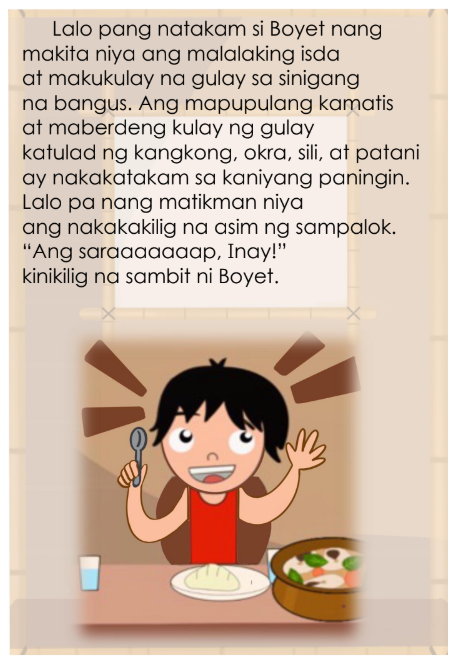 Lalo pang natakam si Boyet nang
makita niya ang malalaking isda
at makukulay na gulay sa sinigang
na bangus. Ang mapupulang kamatis
at maberdeng kulay ng gulay
katulad ng kangkong, okra, sili, at patani
ay nakakatakam sa kaniyang paningin.
Lalo pa nang matikman niya
ang nakakakilig na asim ng sampalok.
“Ang saraaaaaaap, Inay!”
kinikilig na sambit ni Boyet.